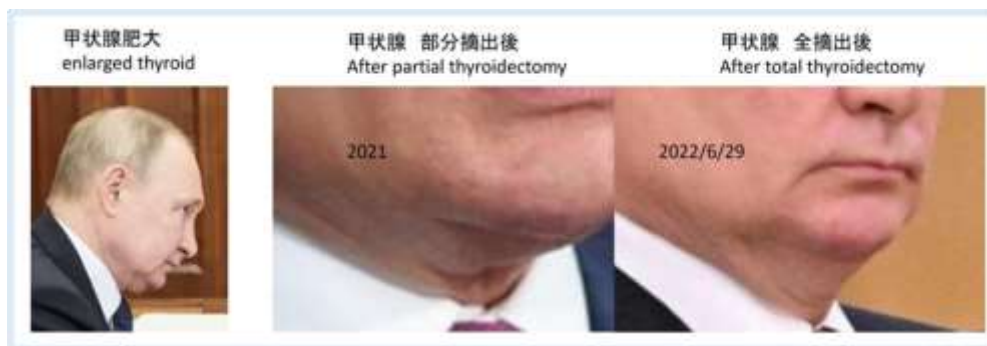 甲状腺肥大
enlarged thyroid
甲状腺 部分摘出後
After partial thyroidectomy
甲状腺 全摘出後
After total thyroidectomy
2021
2022/6/29